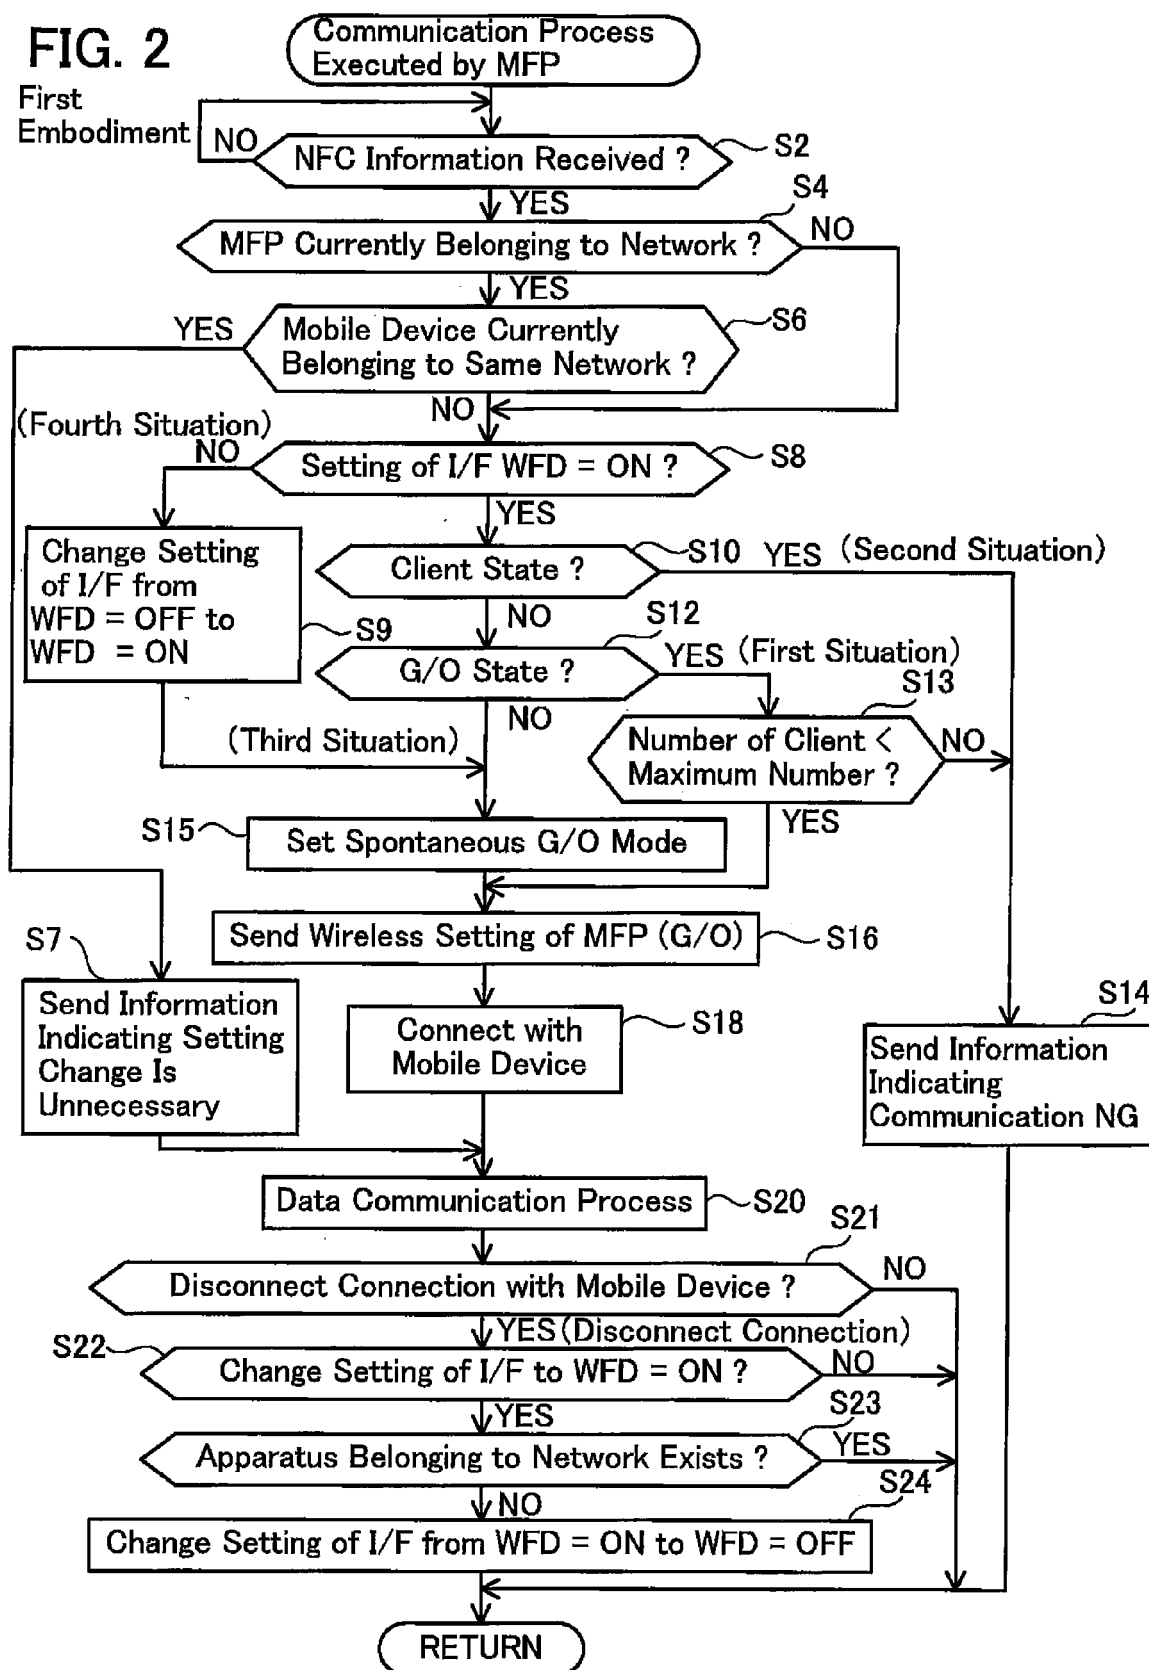 FIG. 2
First
Embodiment
Communication Process
Executed by MFP
NO
NFC Information Received ?
S2
YES
S4
MFP Currently Belonging to Network ?
NO
YES
YES
Mobile Device Currently
Belonging to Same Network ?
S6
NO
(Fourth Situation)
NO
Setting of I/F WFD = ON ?
S8
YES
Change Setting
of I/F from
WFD = OFF to
WFD = ON
S9
Client State ?
S10
YES (Second Situation)
NO
S12
G/O State ?
YES (First Situation)
NO
S13
Number of Client <
Maximum Number ?
NO
YES
(Third Situation)
S15
Set Spontaneous G/O Mode
Send Wireless Setting of MFP (G/O)
S16
S7
Send Information
Indicating Setting
Change Is
Unnecessary
Connect with
Mobile Device
S18
S14
Send Information
Indicating
Communication NG
Data Communication Process
S20
S21
Disconnect Connection with Mobile Device ?
NO
YES(Disconnect Connection)
S22
Change Setting of I/F to WFD = ON ?
NO
YES
S23
Apparatus Belonging to Network Exists ?
YES
NO
S24
Change Setting of I/F from WFD = ON to WFD = OFF
RETURN